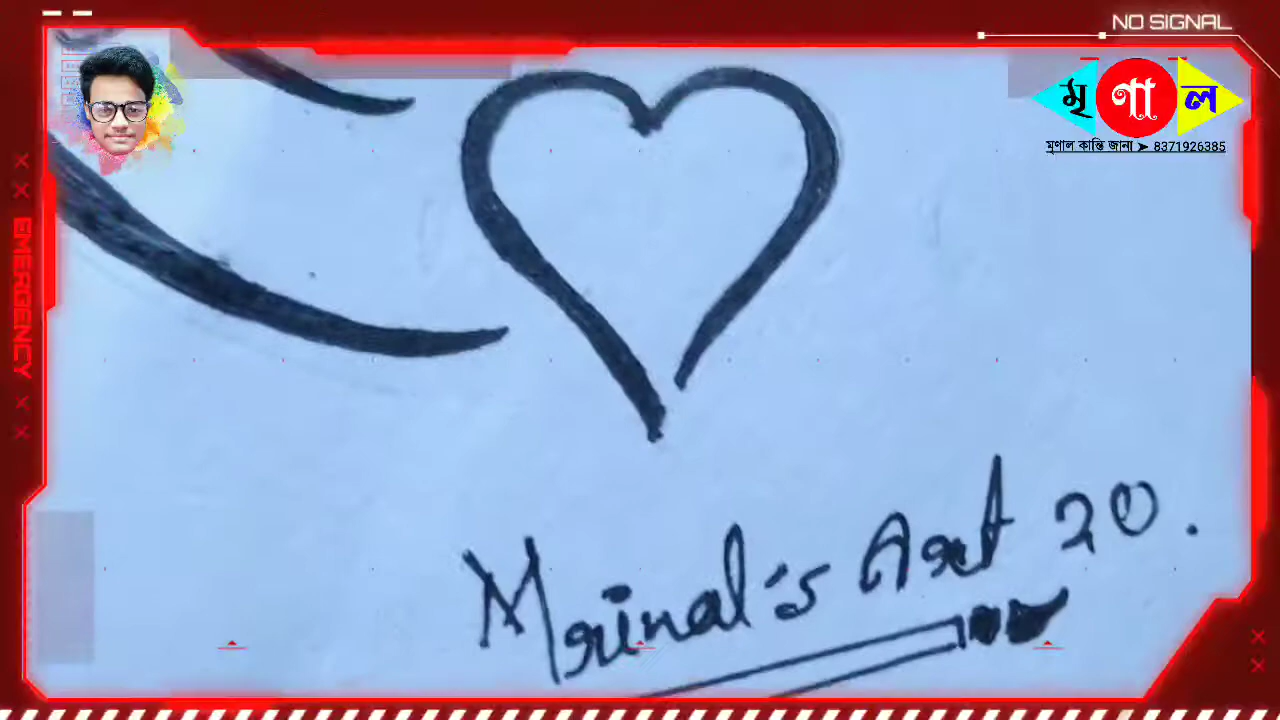 NO SIGNAL
মৃণাল
মৃণাল কান্তি জানা ➤ 8371926385
EMERGENCY
Mrinal's Art 20.